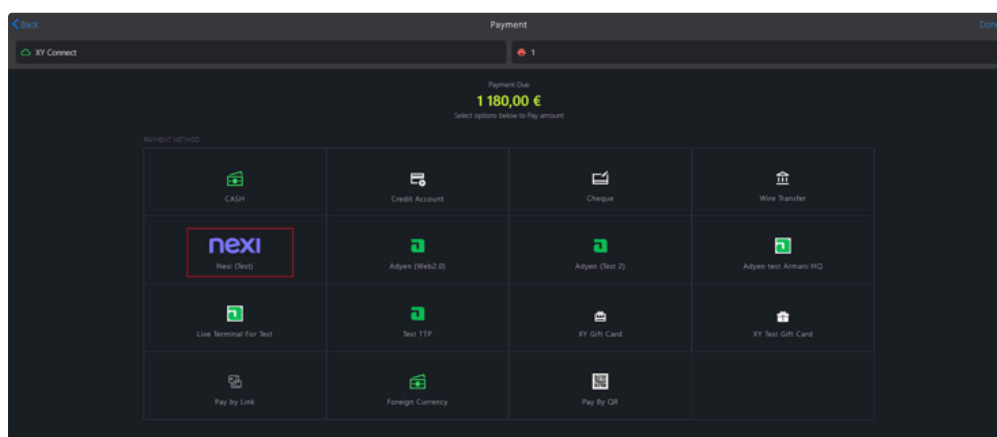 Back
Payment
Don
XY Connect
1
Payment Due
1 180,00 €
Select options below to Pay amount
PAYMENT METHOD
CASH
Credit Account
Cheque
Wire Transfer
nexi
Nexi (Test)
Adyen (Web2.0)
Adyen (Test 2)
Adyen test Armani HQ
Live Terminal For Test
Test TTP
XY Gift Card
XY Test Gift Card
Pay by Link
Foreign Currency
Pay By QR